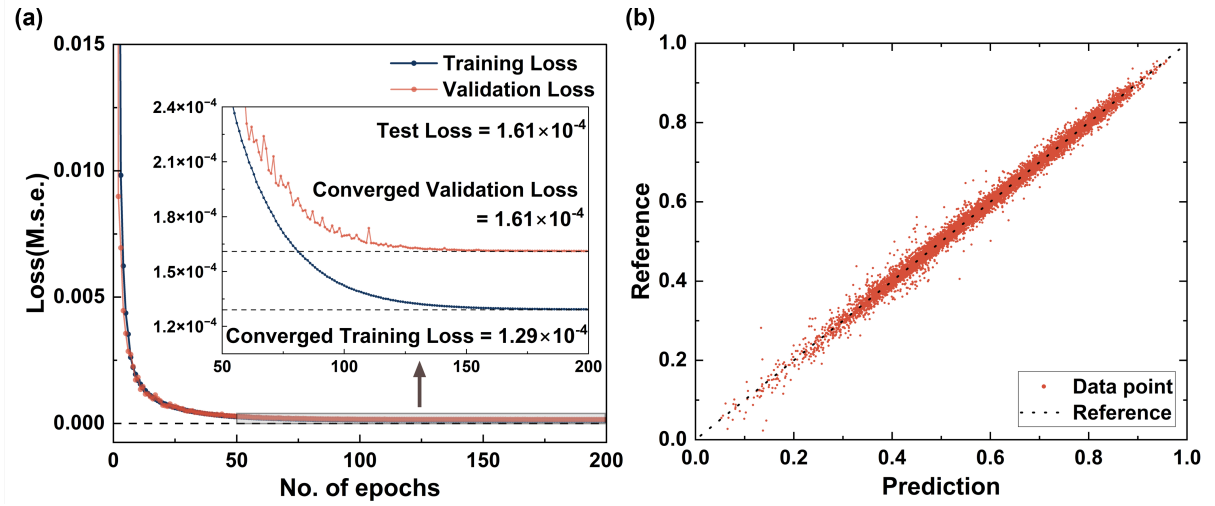 (a)
0.015
0.010
0.005
0.000
Loss(M.s.e.)
0
50
100
150
200
No. of epochs
Training Loss
Validation Loss
2.4×10⁻⁴
2.1×10⁻⁴
1.8×10⁻⁴
1.5×10⁻⁴
1.2×10⁻⁴
50
100
150
200
Test Loss = 1.61×10⁻⁴
Converged Validation Loss
= 1.61×10⁻⁴
Converged Training Loss = 1.29×10⁻⁴
(b)
1.0
0.8
0.6
0.4
0.2
0.0
Reference
0.0
0.2
0.4
0.6
0.8
1.0
Prediction
Data point
Reference